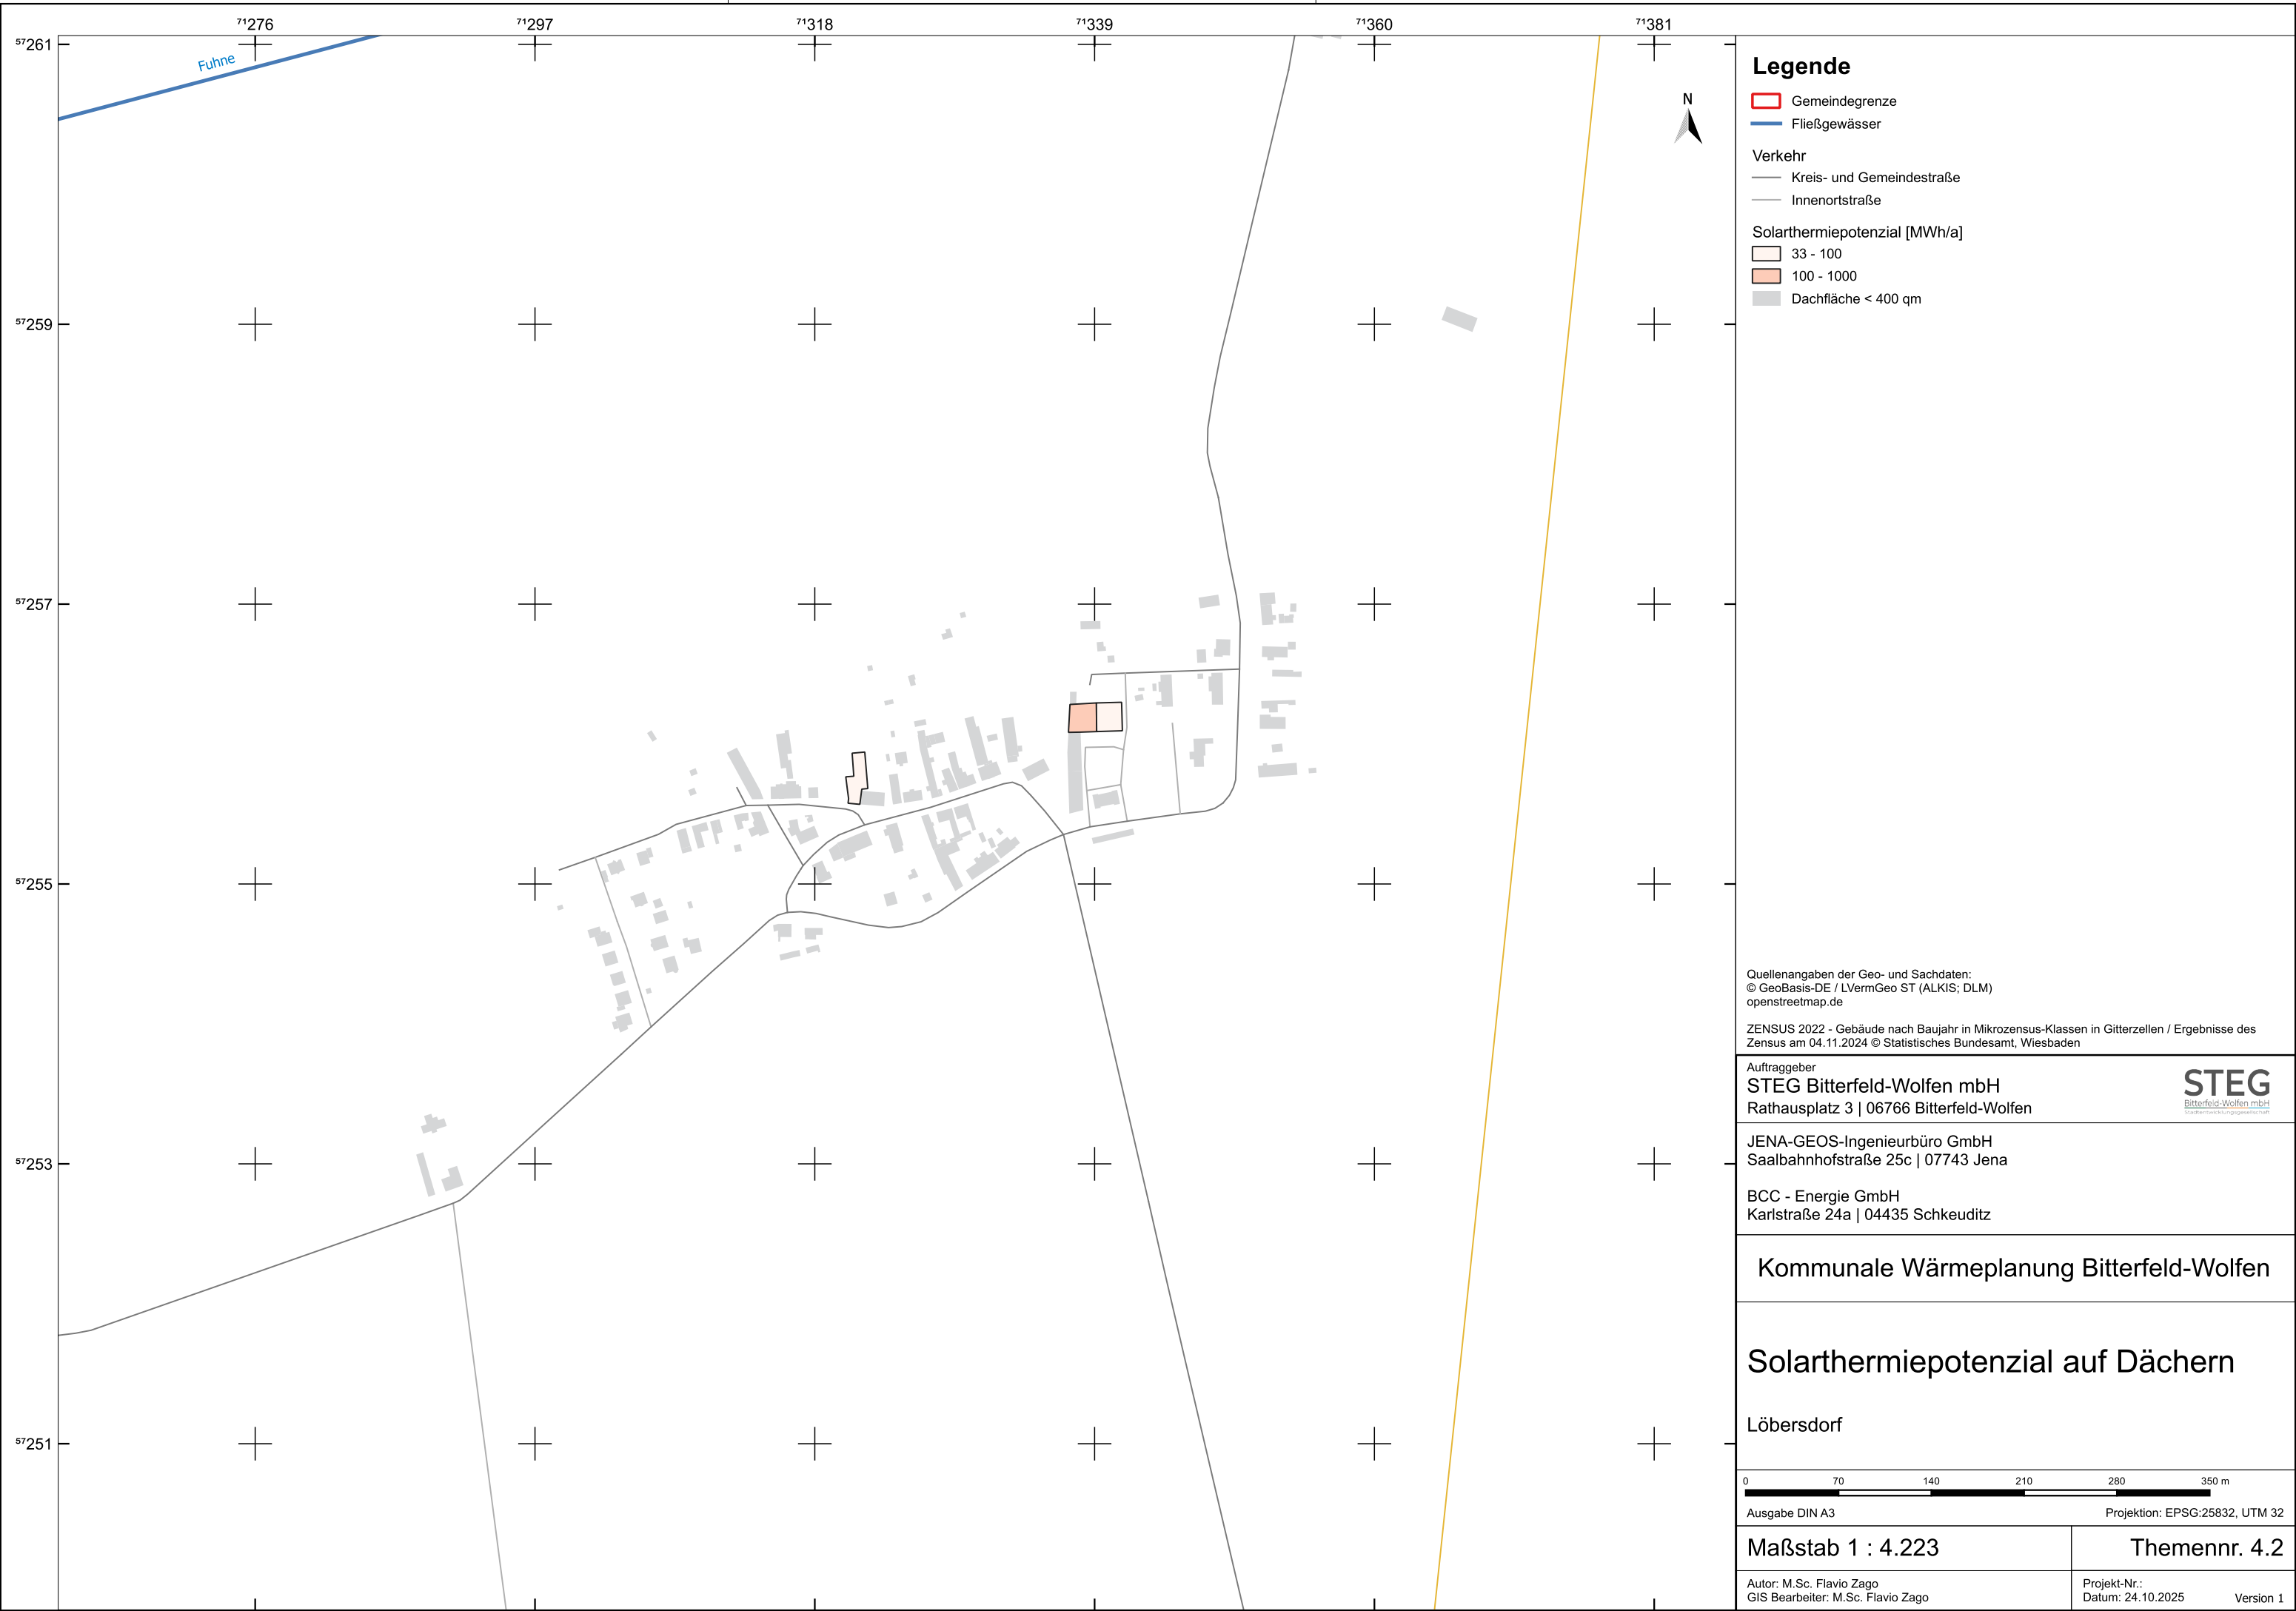 71276 71297 71318 71339 71360 71381
57261
57259
57257
57255
57253
57251
Fuhne
N
Legende
Gemeindegrenze
Fließgewässer
Verkehr
Kreis- und Gemeindestraße
Innenortstraße
Solarthermiepotenzial [MWh/a]
33 - 100
100 - 1000
Dachfläche < 400 qm
Quellenangaben der Geo- und Sachdaten:
© GeoBasis-DE / LVermGeo ST (ALKIS; DLM)
openstreetmap.de
ZENSUS 2022 - Gebäude nach Baujahr in Mikrozensus-Klassen in Gitterzellen / Ergebnisse des
Zensus am 04.11.2024 © Statistisches Bundesamt, Wiesbaden
Auftraggeber
STEG Bitterfeld-Wolfen mbH
Rathausplatz 3 | 06766 Bitterfeld-Wolfen
STEG
Bitterfeld-Wolfen mbH
Stadtentwicklungsgesellschaft
JENA-GEOS-Ingenieurbüro GmbH
Saalbahnhofstraße 25c | 07743 Jena
BCC - Energie GmbH
Karlstraße 24a | 04435 Schkeuditz
Kommunale Wärmeplanung Bitterfeld-Wolfen
Solarthermiepotenzial auf Dächern
Löbersdorf
0 70 140 210 280 350 m
Ausgabe DIN A3 Projektion: EPSG:25832, UTM 32
Maßstab 1 : 4.223 Themennr. 4.2
Autor: M.Sc. Flavio Zago
GIS Bearbeiter: M.Sc. Flavio Zago
Projekt-Nr.:
Datum: 24.10.2025 Version 1